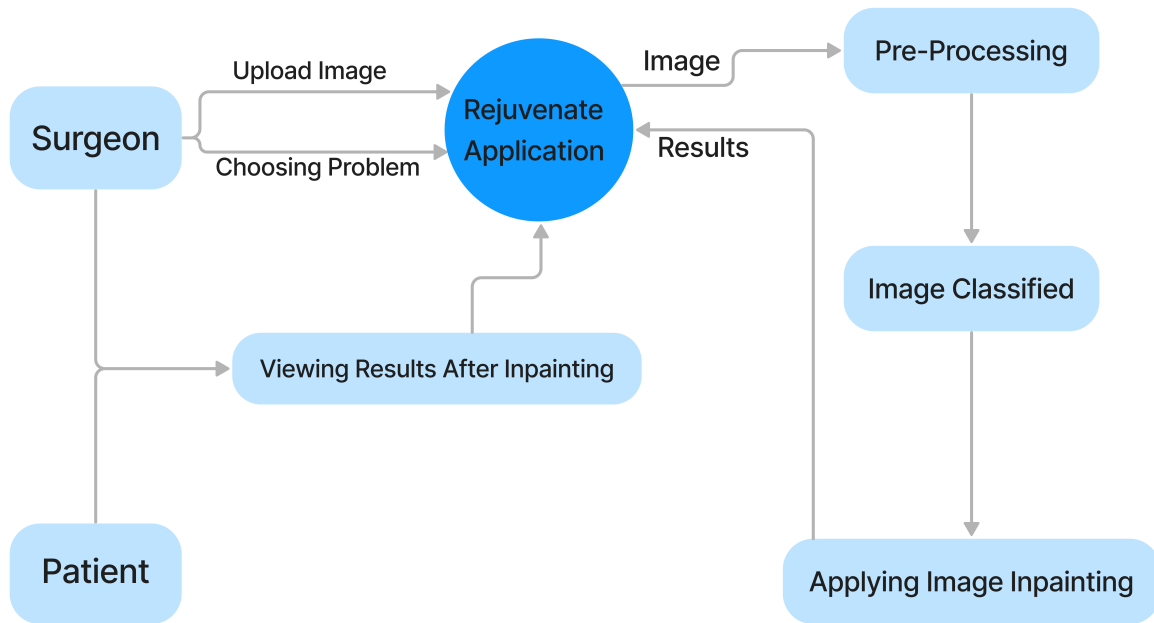 Surgeon
Upload Image
Choosing Problem
Rejuvenate
Application
Image
Results
Pre-Processing
Image Classified
Applying Image Inpainting
Viewing Results After Inpainting
Patient